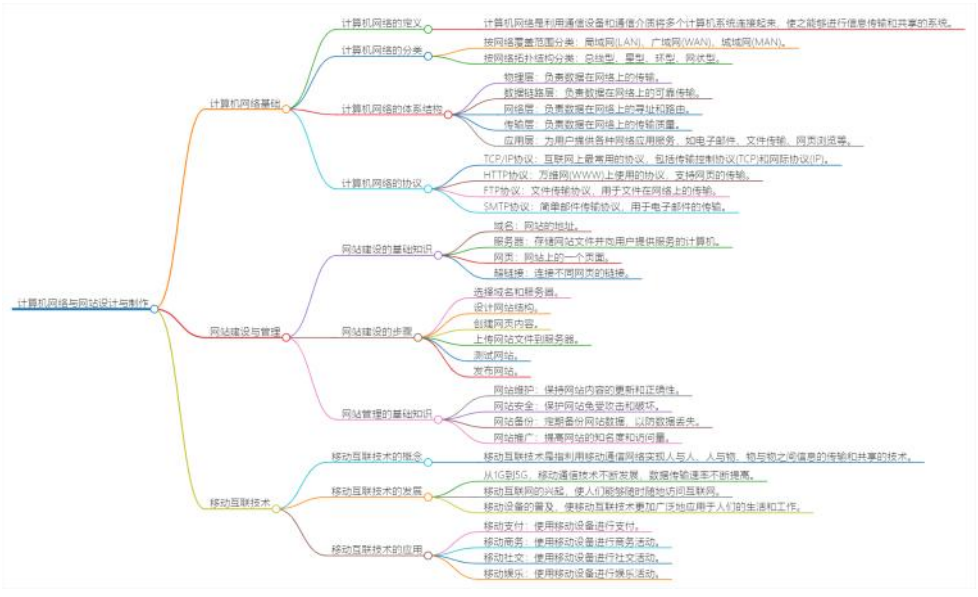 计算机网络与网站设计与制作
计算机网络基础
计算机网络的定义
计算机网络是利用通信设备和通信介质将多个计算机系统连接起来，使之能够进行信息传输和共享的系统。
计算机网络的分类
按网络覆盖范围分类：局域网(LAN)、广域网(WAN)、城域网(MAN)。
按网络拓扑结构分类：总线型、星型、环型、网状型。
计算机网络的体系结构
物理层：负责数据在网络上的传输。
数据链路层：负责数据在网络上的可靠传输。
网络层：负责数据在网络上的寻址和路由。
传输层：负责数据在网络上的传输质量。
应用层：为用户提供各种网络应用服务，如电子邮件、文件传输、网页浏览等。
计算机网络的协议
TCP/IP协议：互联网上最常用的协议，包括传输控制协议(TCP)和网际协议(IP)。
HTTP协议：万维网(WWW)上使用的协议，支持网页的传输。
FTP协议：文件传输协议，用于文件在网络上的传输。
SMTP协议：简单邮件传输协议，用于电子邮件的传输。
网站建设与管理
网站建设的基础知识
域名：网站的地址。
服务器：存储网站文件并向用户提供服务的计算机。
网页：网站上的一个页面。
超链接：连接不同网页的链接。
网站建设的步骤
选择域名和服务器。
设计网站结构。
创建网页内容。
上传网站文件到服务器。
测试网站。
发布网站。
网站管理的基础知识
网站维护：保持网站内容的更新和正确性。
网站安全：保护网站免受攻击和破坏。
网站备份：定期备份网站数据，以防数据丢失。
网站推广：提高网站的知名度和访问量。
移动互联技术
移动互联技术的概念
移动互联技术是指利用移动通信网络实现人与人、人与物、物与物之间信息的传输和共享的技术。
移动互联技术的发展
从1G到5G，移动通信技术不断发展，数据传输速率不断提高。
移动互联网的兴起，使人们能够随时随地访问互联网。
移动设备的普及，使移动互联技术更加广泛地应用于人们的生活和工作。
移动互联技术的应用
移动支付：使用移动设备进行支付。
移动商务：使用移动设备进行商务活动。
移动社交：使用移动设备进行社交活动。
移动娱乐：使用移动设备进行娱乐活动。